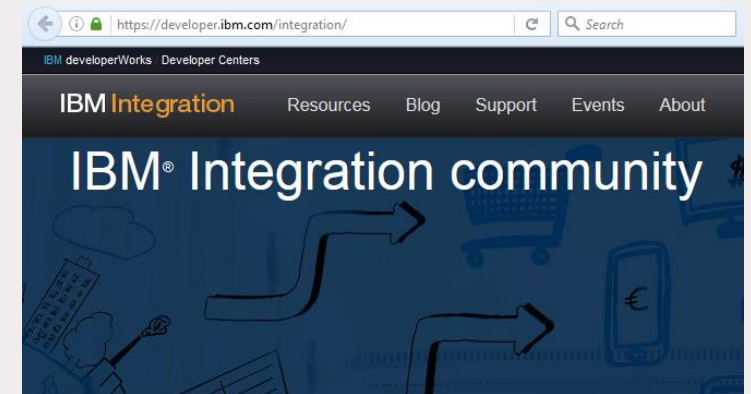 https://developer.ibm.com/integration/ Search
IBM developerWorks / Developer Centers
IBM Integration Resources Blog Support Events About
IBM® Integration community
#
€